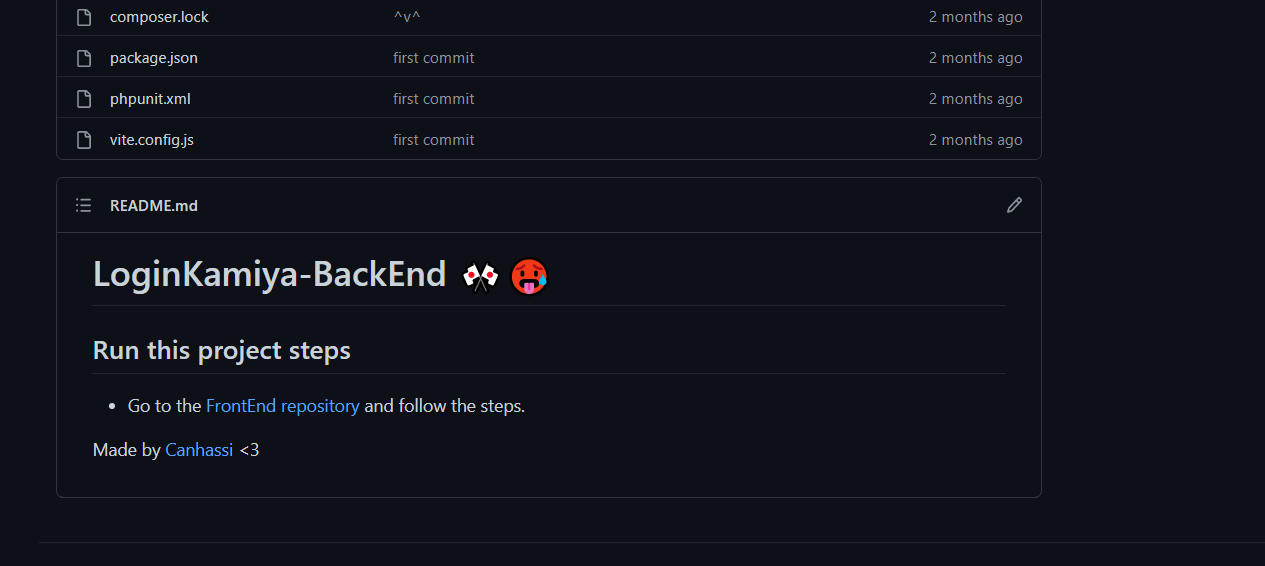 composer.lock ^v^ 2 months ago
package.json first commit 2 months ago
phpunit.xml first commit 2 months ago
vite.config.js first commit 2 months ago
README.md
LoginKamiya-BackEnd 🎌 🥵
Run this project steps
• Go to the FrontEnd repository and follow the steps.
Made by Canhassi <3